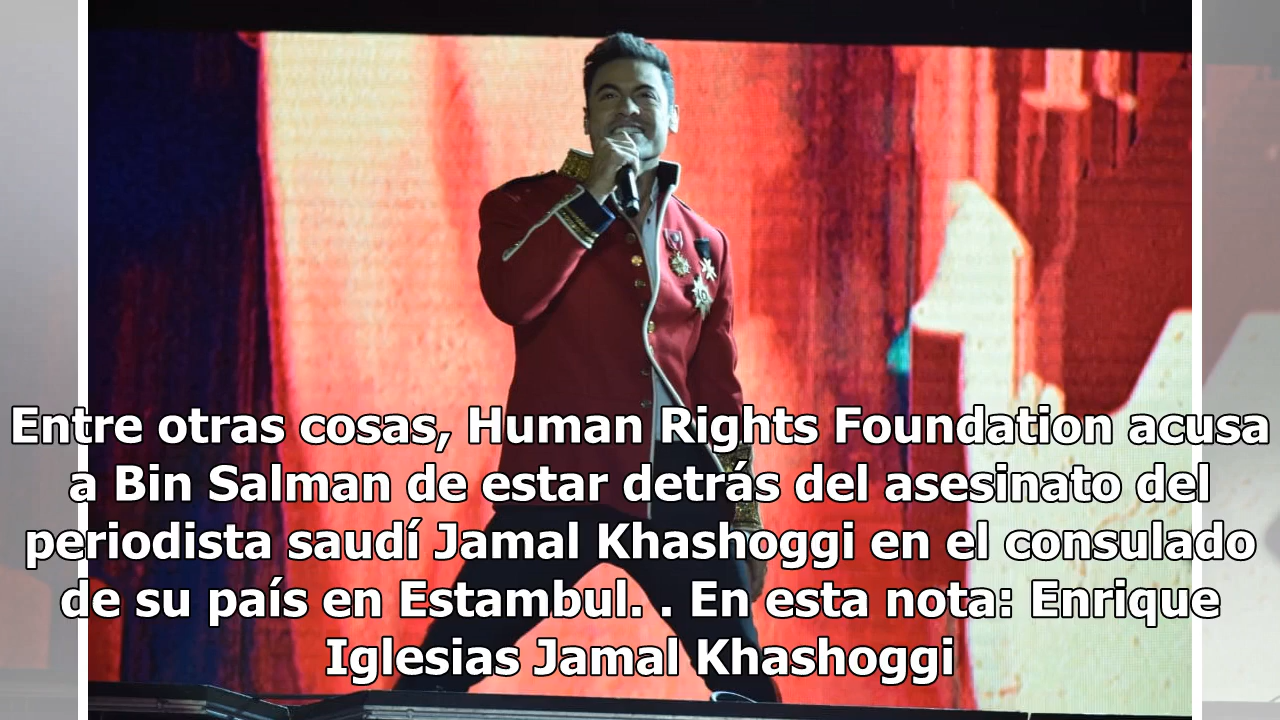 Entre otras cosas, Human Rights Foundation acusa
a Bin Salman de estar detrás del asesinato del
periodista saudí Jamal Khashoggi en el consulado
de su país en Estambul. . En esta nota: Enrique
Iglesias Jamal Khashoggi